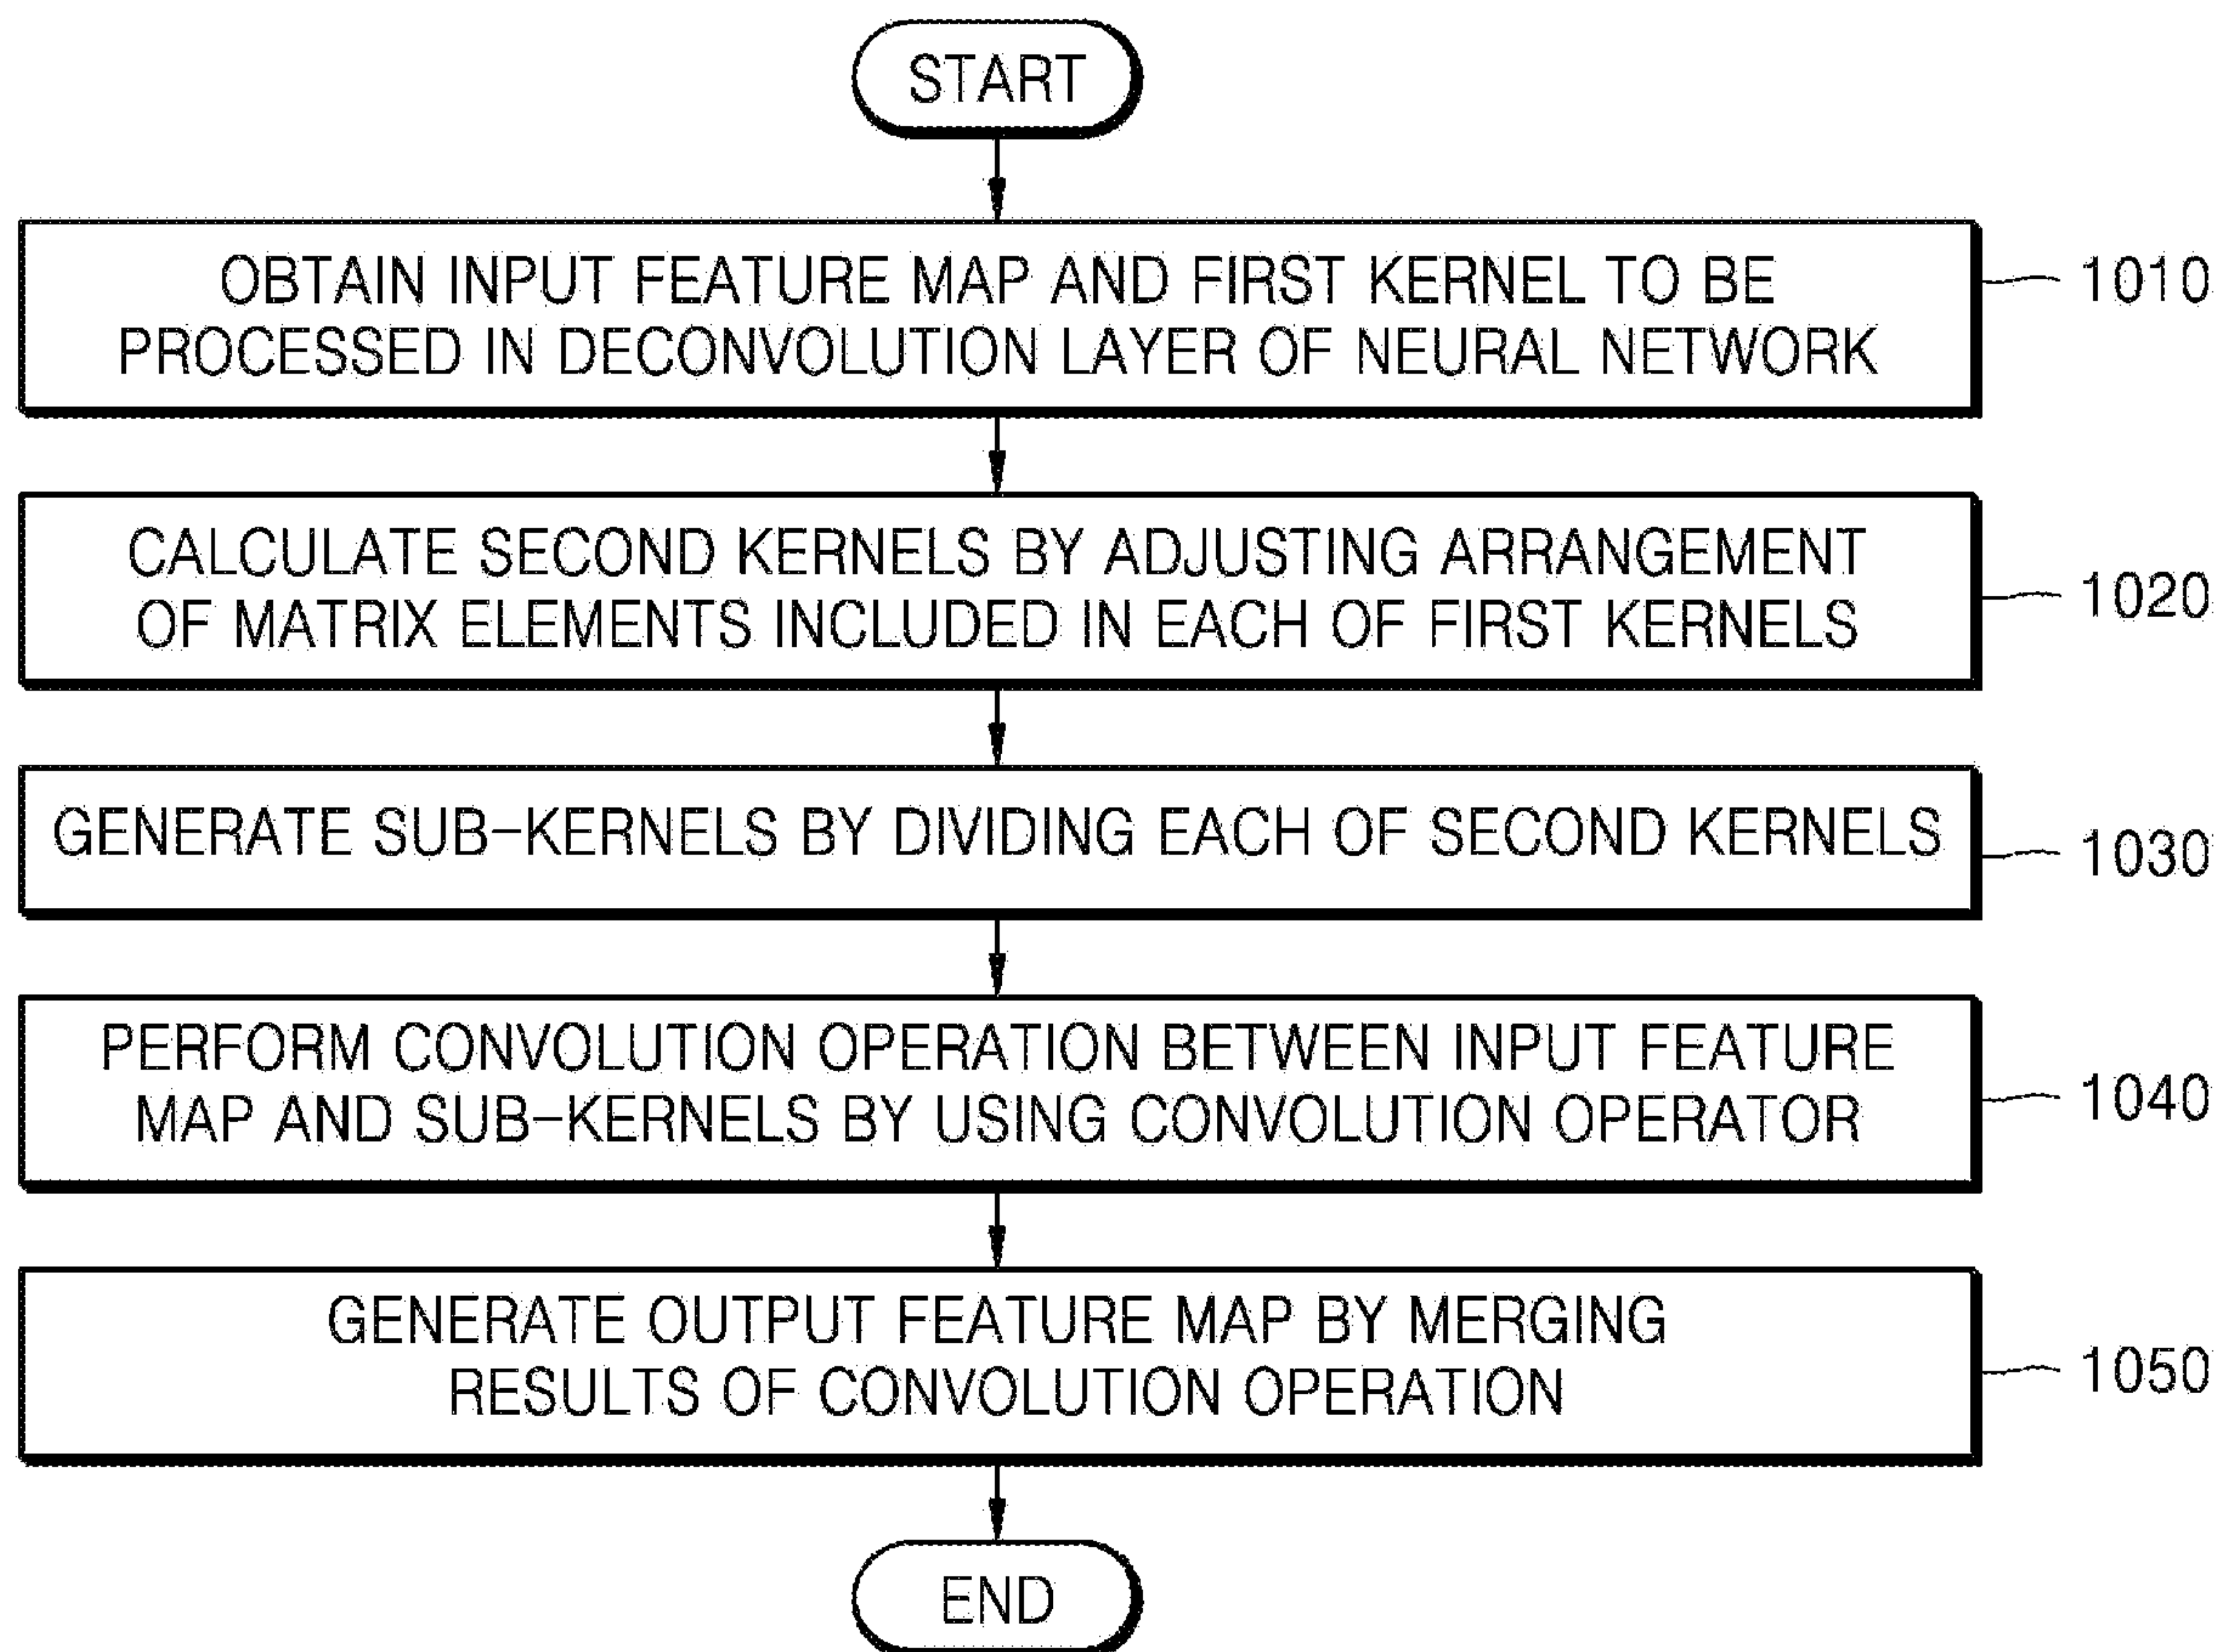 START
OBTAIN INPUT FEATURE MAP AND FIRST KERNEL TO BE
PROCESSED IN DECONVOLUTION LAYER OF NEURAL NETWORK
1010
CALCULATE SECOND KERNELS BY ADJUSTING ARRANGEMENT
OF MATRIX ELEMENTS INCLUDED IN EACH OF FIRST KERNELS
1020
GENERATE SUB-KERNELS BY DIVIDING EACH OF SECOND KERNELS
1030
PERFORM CONVOLUTION OPERATION BETWEEN INPUT FEATURE
MAP AND SUB-KERNELS BY USING CONVOLUTION OPERATOR
1040
GENERATE OUTPUT FEATURE MAP BY MERGING
RESULTS OF CONVOLUTION OPERATION
1050
END